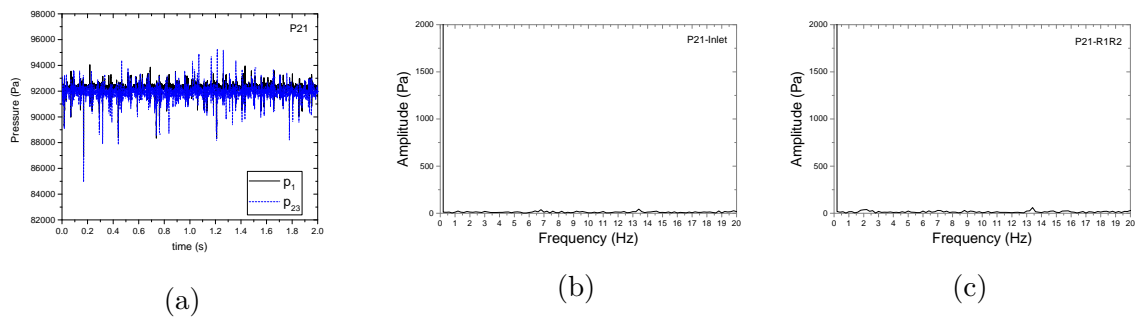 98000
96000
94000
92000
90000
88000
86000
84000
82000
Pressure (Pa)
P21
p1
p23
0.0 0.2 0.4 0.6 0.8 1.0 1.2 1.4 1.6 1.8 2.0
time (s)
(a)
2000
1500
1000
500
0
Amplitude (Pa)
P21-Inlet
0 1 2 3 4 5 6 7 8 9 10 11 12 13 14 15 16 17 18 19 20
Frequency (Hz)
(b)
2000
1500
1000
500
0
Amplitude (Pa)
P21-R1R2
0 1 2 3 4 5 6 7 8 9 10 11 12 13 14 15 16 17 18 19 20
Frequency (Hz)
(c)